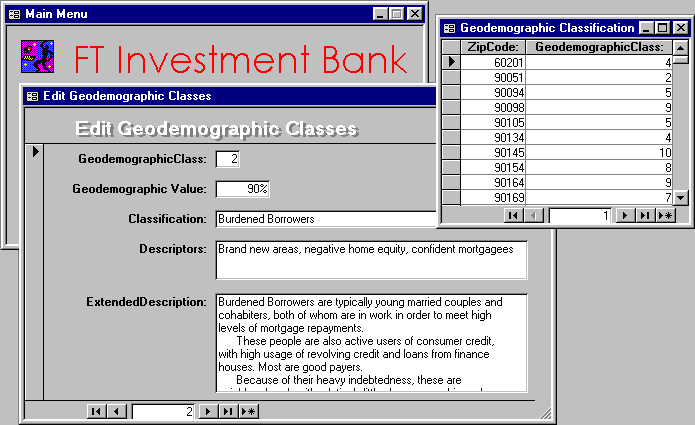 Main Menu
FT Investment Bank
Edit Geodemographic Classes
Edit Geodemographic Classes
GeodemographicClass: 2
Geodemographic Value: 90%
Classification: Burdened Borrowers
Descriptors: Brand new areas, negative home equity, confident mortgagees
ExtendedDescription: Burdened Borrowers are typically young married couples and
cohabiters, both of whom are in work in order to meet high
levels of mortgage repayments.
These people are also active users of consumer credit,
with high usage of revolving credit and loans from finance
houses. Most are good payers.
Because of their heavy indebtedness, these are
2
Geodemographic Classification
ZipCode: GeodemographicClass:
60201 4
90051 2
90094 5
90098 9
90105 5
90134 4
90145 10
90154 8
90164 9
90169 7
1